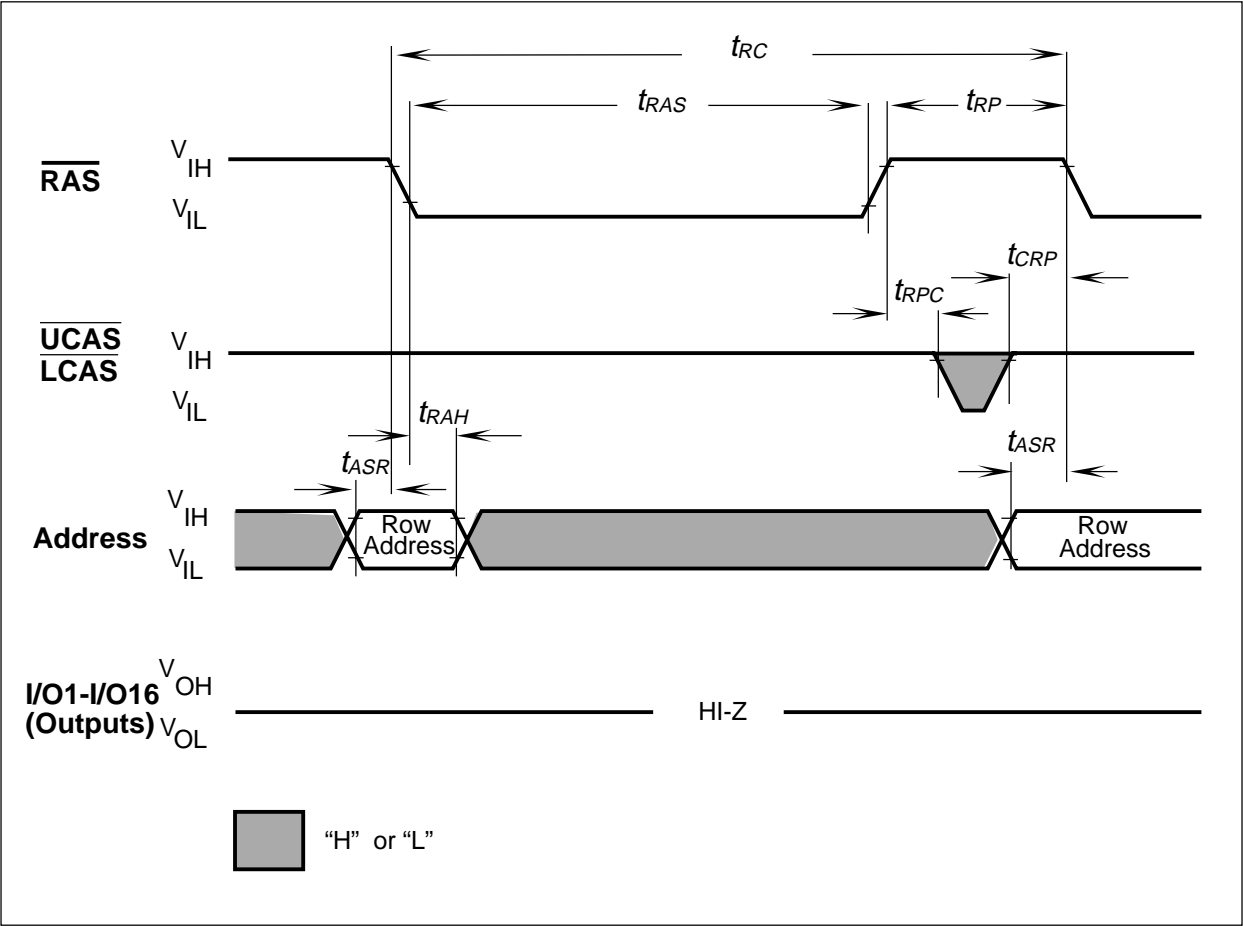 tRC
tRAS
tRP
RAS
VIH
VIL
tCRP
tRPC
UCAS
LCAS
VIH
VIL
tRAH
tASR
tASR
Address
VIH
VIL
Row
Address
Row
Address
I/O1-I/O16
(Outputs)
VOH
VOL
HI-Z
“H” or “L”